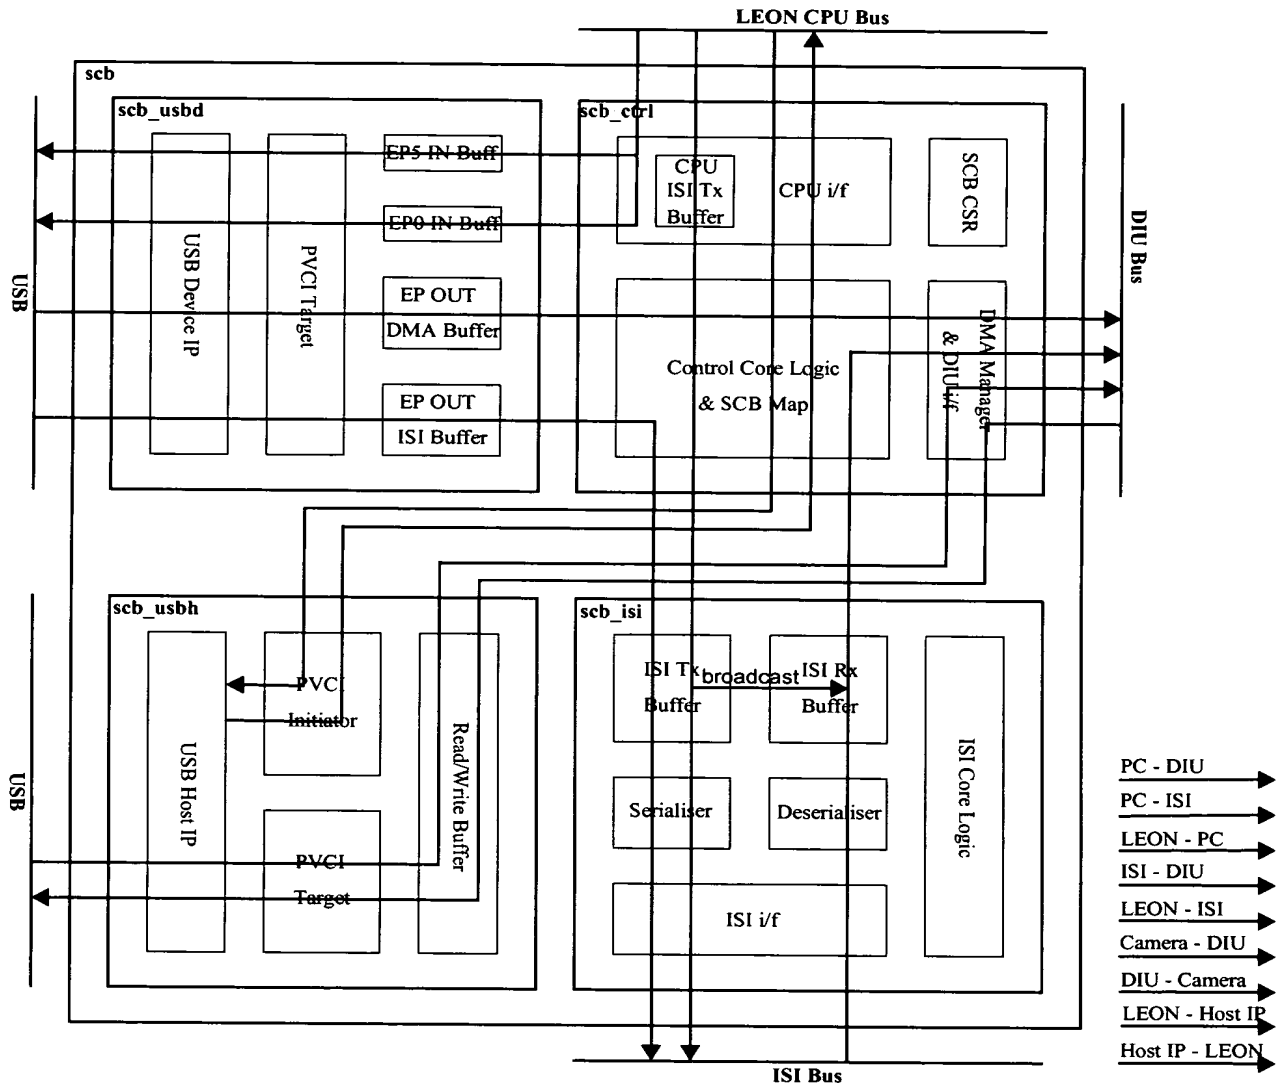 LEON CPU Bus
scb
scb_usbd
scb_ctrl
EP5 IN Buff
EP0 IN Buff
EP OUT
DMA Buffer
EP OUT
ISI Buffer
USB Device IP
PVCI Target
CPU
ISI Tx
Buffer
CPU i/f
SCB CSR
Control Core Logic
& SCB Map
DMA Manager
& DIU i/f
DIU Bus
USB
scb_usbh
scb_isi
USB Host IP
PVCI
Initiator
PVCI
Target
Read/Write Buffer
USB
ISI Tx
Buffer
broadcast
ISI Rx
Buffer
Serialiser
Deserialiser
ISI i/f
ISI Core Logic
ISI Bus
PC - DIU
PC - ISI
LEON - PC
ISI - DIU
LEON - ISI
Camera - DIU
DIU - Camera
LEON - Host IP
Host IP - LEON